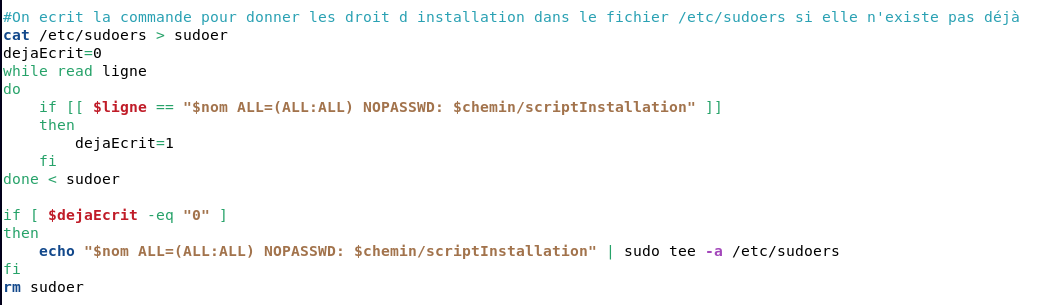 #On ecrit la commande pour donner les droit d installation dans le fichier /etc/sudoers si elle n'existe pas déjà
cat /etc/sudoers > sudoer
dejaEcrit=0
while read ligne
do
    if [[ $ligne == "$nom ALL=(ALL:ALL) NOPASSWD: $chemin/scriptInstallation" ]]
    then
        dejaEcrit=1
    fi
done < sudoer

if [ $dejaEcrit -eq "0" ]
then
    echo "$nom ALL=(ALL:ALL) NOPASSWD: $chemin/scriptInstallation" | sudo tee -a /etc/sudoers
fi
rm sudoer